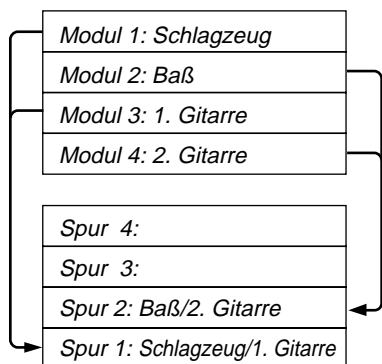 Modul 1: Schlagzeug
Modul 2: Baß
Modul 3: 1. Gitarre
Modul 4: 2. Gitarre
Spur 4:
Spur 3:
Spur 2: Baß/2. Gitarre
Spur 1: Schlagzeug/1. Gitarre